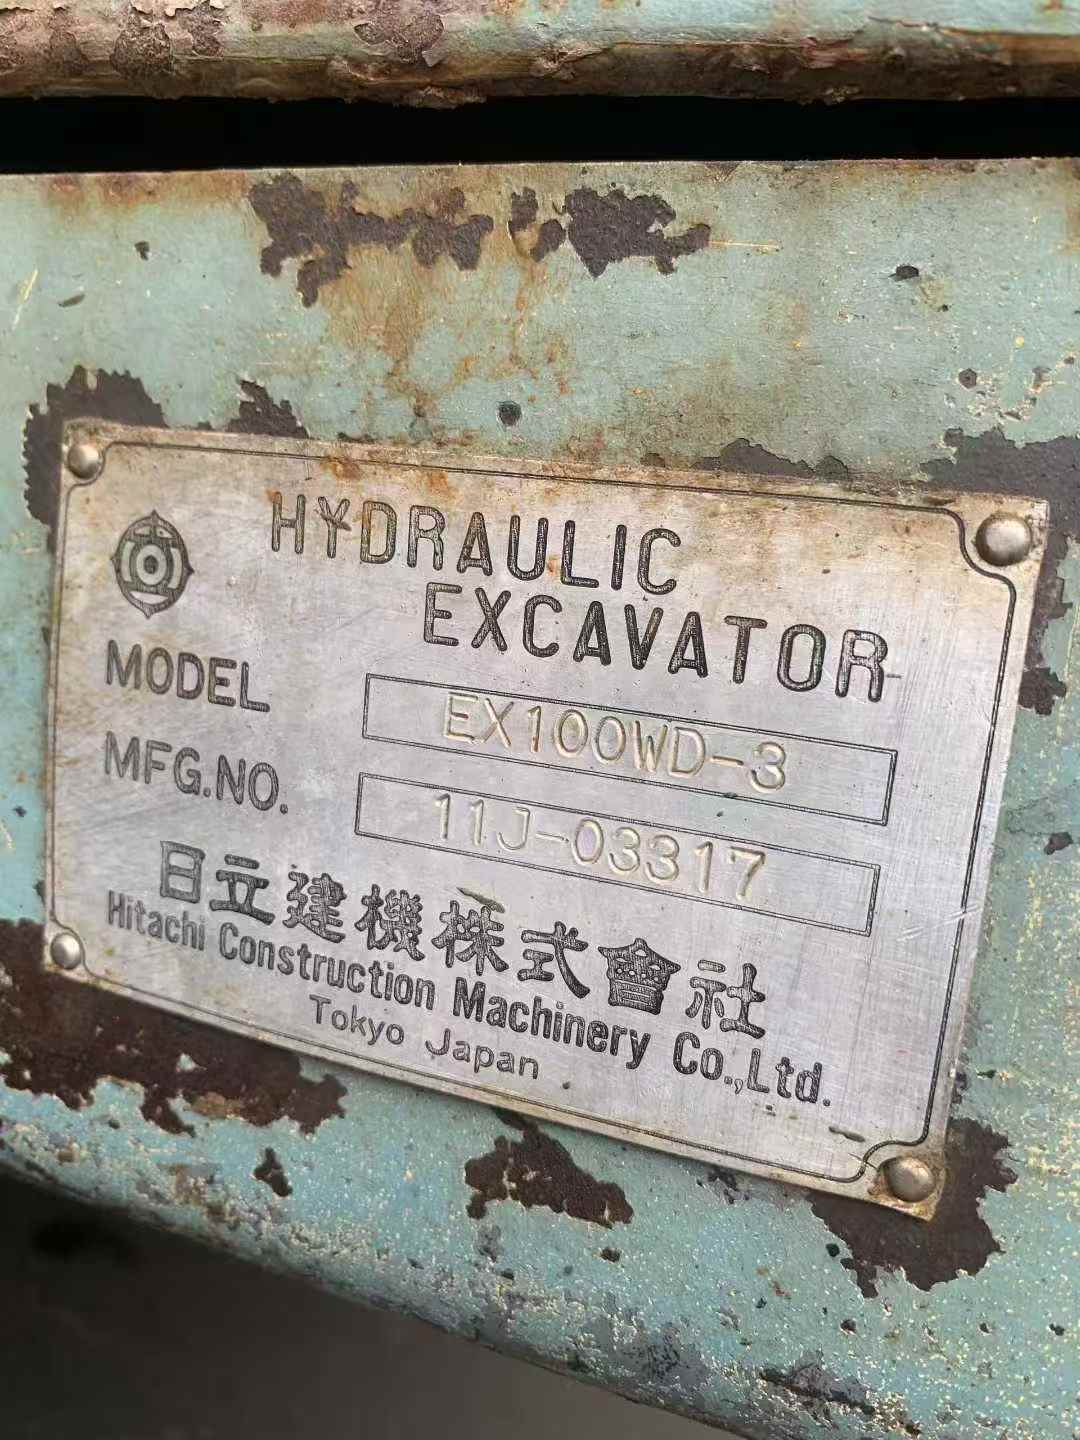 HYDRAULIC
EXCAVATOR
MODEL EX100WD-3
MFG.NO. 11J-03317
日立建機株式會社
Hitachi Construction Machinery Co.,Ltd.
Tokyo Japan